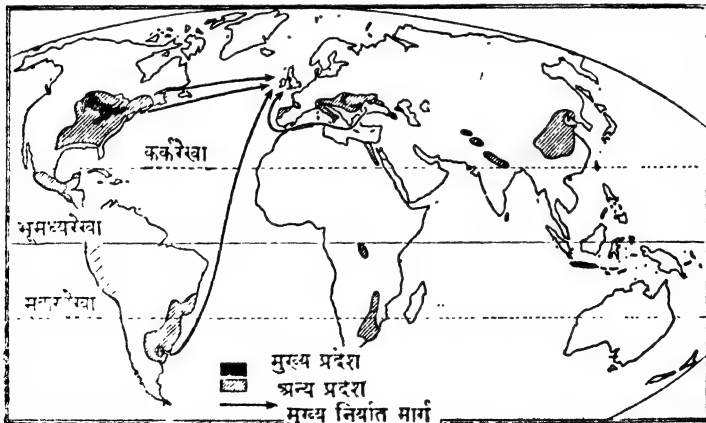 कर्करेखा
भूमध्यरेखा
मकररेखा
मुख्य प्रदेश
अन्य प्रदेश
मुख्य निर्यात मार्ग